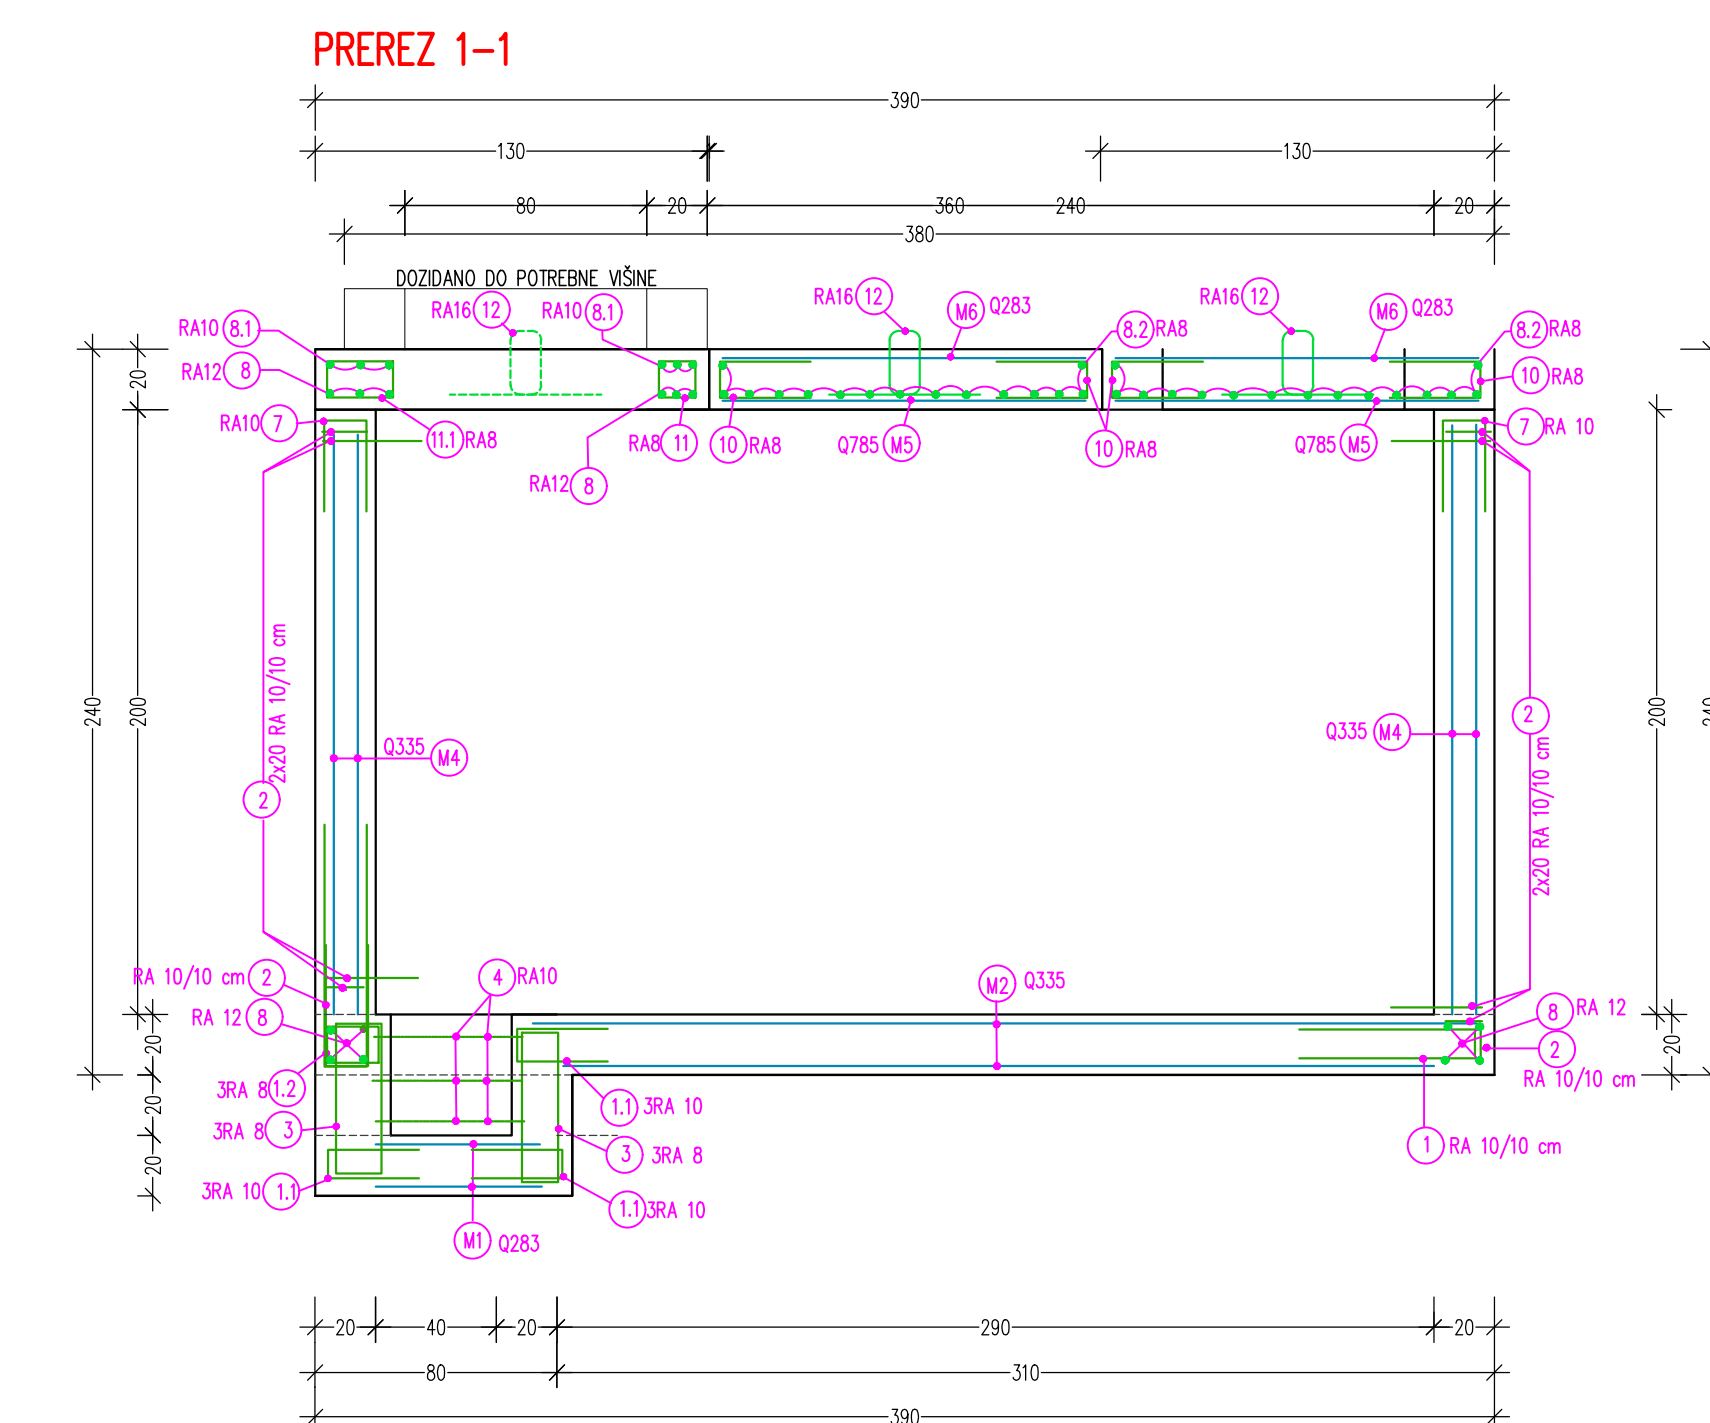 PREREZ 1-1
390
130
130
80
20
360
240
20
380
DOZIDANO DO POTREBNE VIŠINE
RA16 12
RA10 8.1
RA16 12
M6 Q283
RA16 12
M6 Q283
RA10 8.1
8.2 RA8
8.2 RA8
RA12 8
10 RA8
20
RA10 7
11.1 RA8
RA8 11
10 RA8
Q785 M5
10 RA8
Q785 M5
7 RA 10
RA12 8
2x20 RA 10/10 cm
240
200
200
240
2
Q335 M4
Q335 M4
2
2x20 RA 10/10 cm
RA 10/10 cm 2
4 RA10
M2 Q335
RA 12 8
8 RA 12
20
20
2
RA 10/10 cm
3RA 8 1.2
1.1 3RA 10
20
3RA 8 3
3 3RA 8
1 RA 10/10 cm
20
3RA 10 1.1
1.1 3RA 10
M1 Q283
20
40
20
290
20
80
310
390